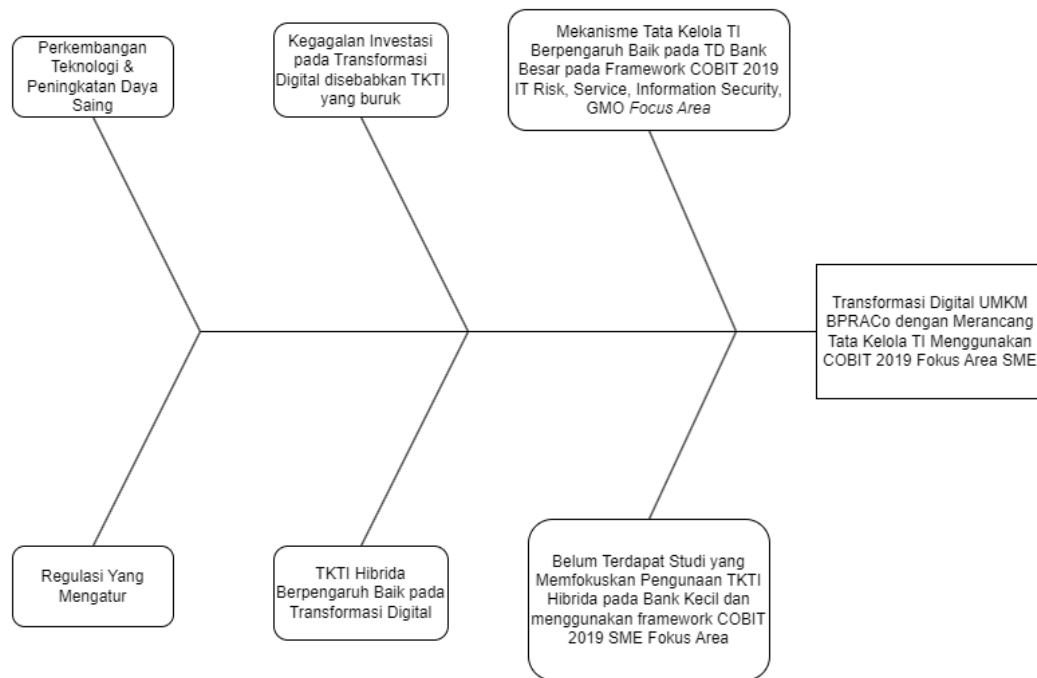 Perkembangan
Teknologi &
Peningkatan Daya
Saing
Kegagalan Investasi
pada Transformasi
Digital disebabkan TKTI
yang buruk
Mekanisme Tata Kelola TI
Berpengaruh Baik pada TD Bank
Besar pada Framework COBIT 2019
IT Risk, Service, Information Security,
GMO Focus Area
Transformasi Digital UMKM
BPRACo dengan Merancang
Tata Kelola TI Menggunakan
COBIT 2019 Fokus Area SME
Regulasi Yang
Mengatur
TKTI Hibrida
Berpengaruh Baik pada
Transformasi Digital
Belum Terdapat Studi yang
Memfokuskan Pengunaan TKTI
Hibrida pada Bank Kecil dan
menggunakan framework COBIT
2019 SME Fokus Area